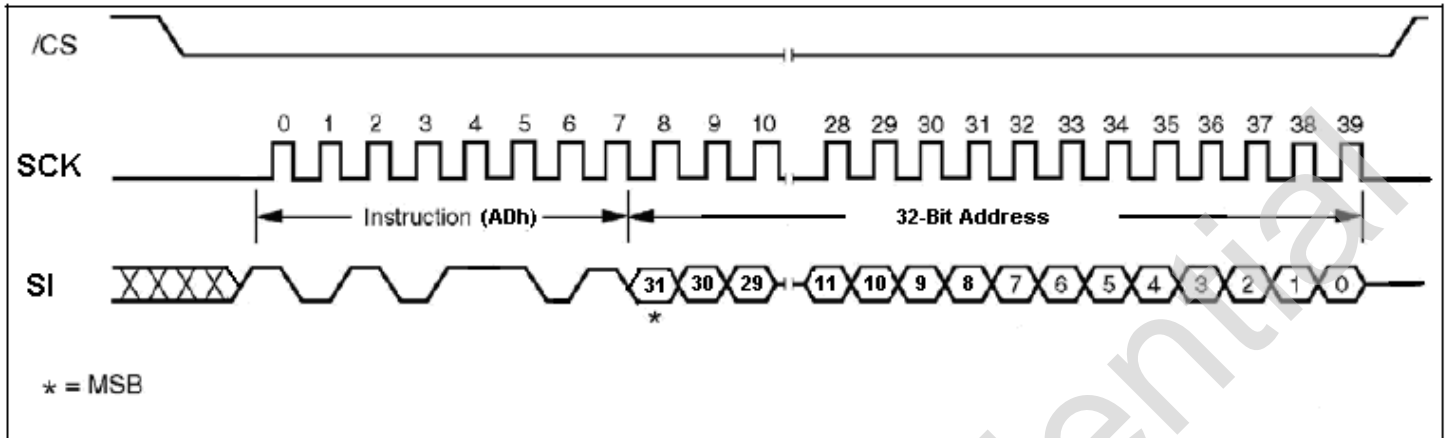 /CS
0 1 2 3 4 5 6 7 8 9 10 28 29 30 31 32 33 34 35 36 37 38 39
SCK
Instruction (ADh) 32-Bit Address
SI
31 30 29 11 10 9 8 7 6 5 4 3 2 1 0
*
* = MSB
ential